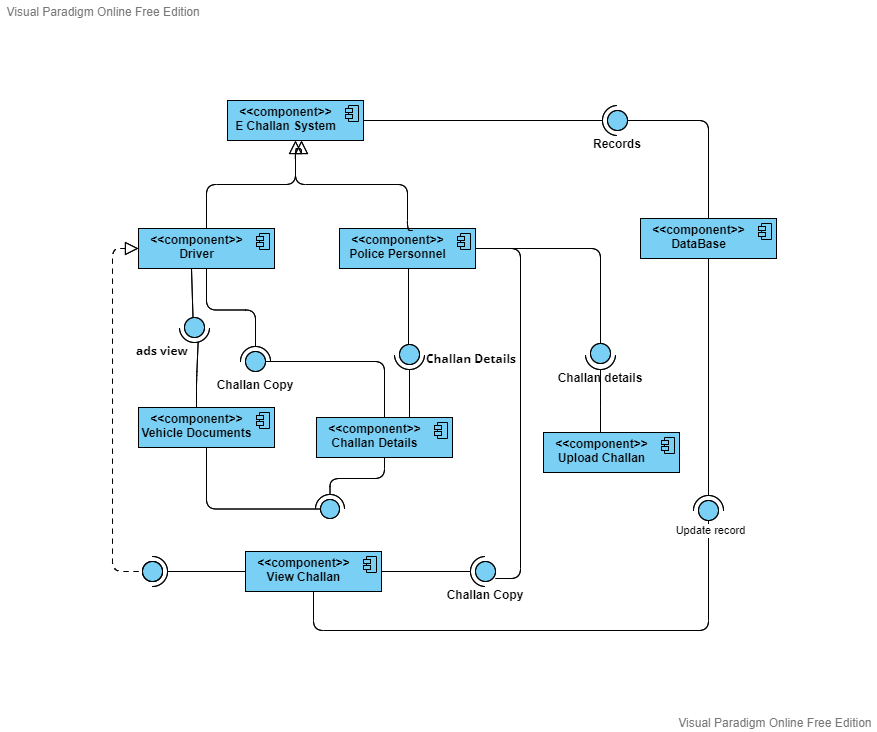 Visual Paradigm Online Free Edition
<<component>>
E Challan System
Records
<<component>>
Driver
<<component>>
Police Personnel
<<component>>
DataBase
ads view
Challan Copy
Challan Details
Challan details
<<component>>
Vehicle Documents
<<component>>
Challan Details
<<component>>
Upload Challan
Update record
<<component>>
View Challan
Challan Copy
Visual Paradigm Online Free Edition